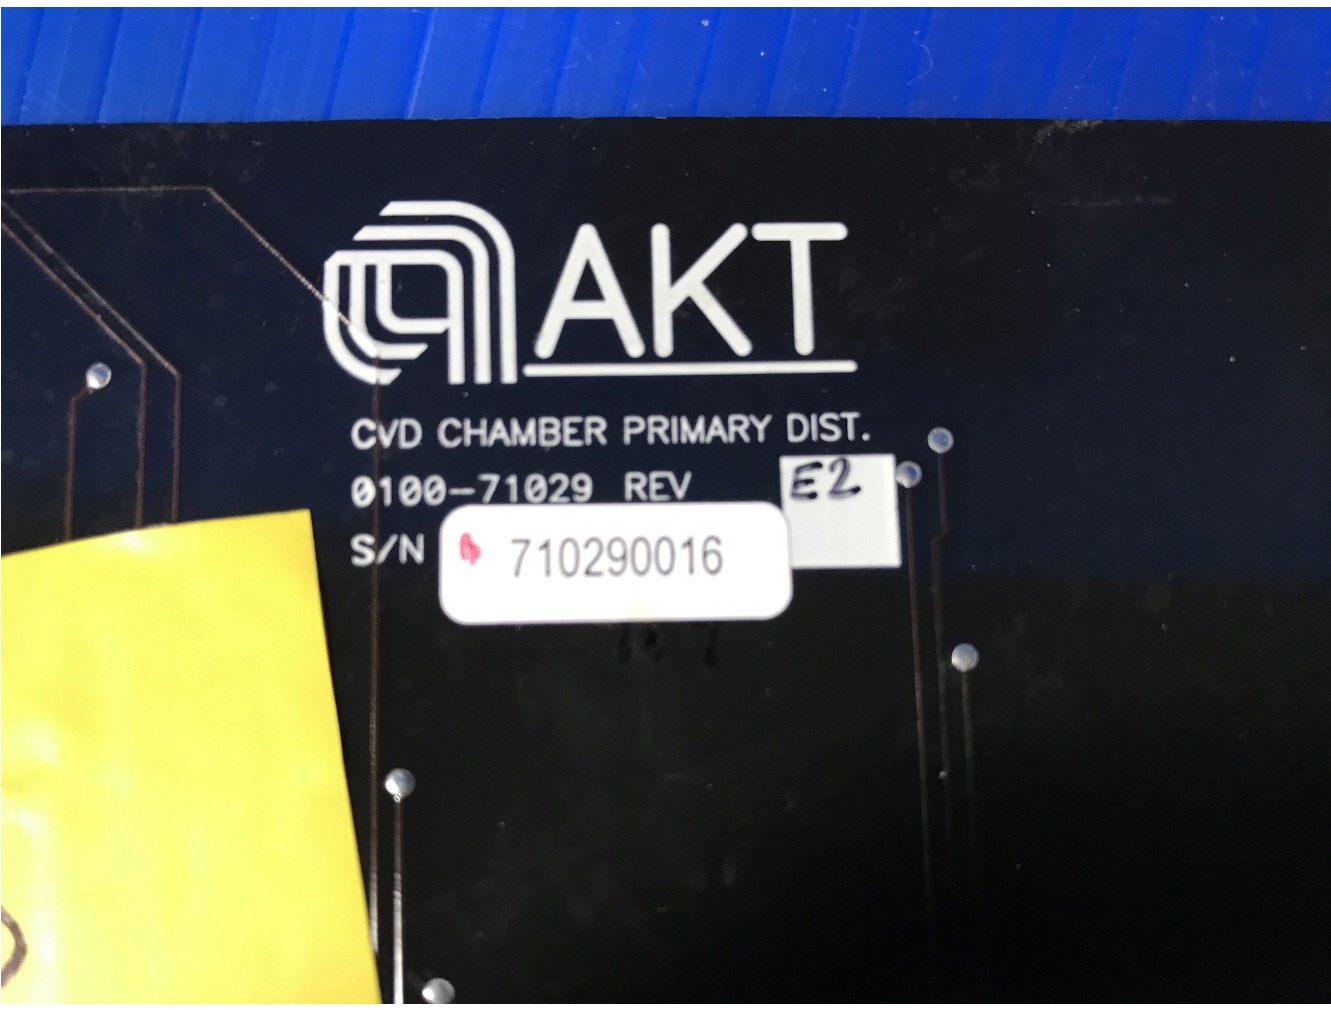 AKT
CVD CHAMBER PRIMARY DIST.
0100-71029 REV E2
S/N 710290016